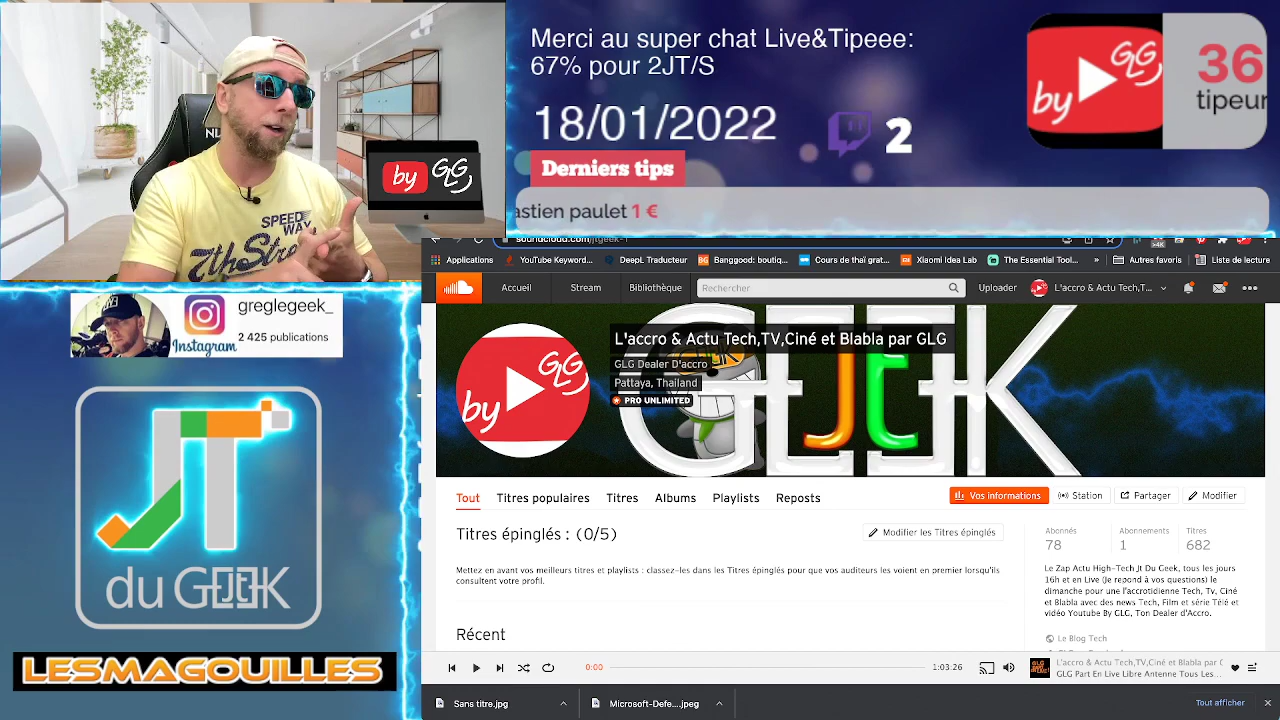 Merci au super chat Live&Tipeee:
67% pour 2JT/S
18/01/2022
2
Derniers tips
astien paulet 1 €
by GLG
36
tipeur
by GLG
SPEED
WAY
7th Stre
greglegeek_
2 425 publications
Instagram
JT
du GEEK
LESMAGOUILLES
soundcloud.com/jtgeek-1
Applications
YouTube Keyword...
DeepL Traducteur
Banggood: boutiq...
Cours de thaï grat...
Xiaomi Idea Lab
The Essential Tool...
»
Autres favoris
Liste de lecture
Accueil
Stream
Bibliothèque
Rechercher
Uploader
L'accro & Actu Tech,T...
by GLG
GEEK
L'accro & Actu Tech,TV,Ciné et Blabla par GLG
GLG Dealer D'accro
Pattaya, Thailand
PRO UNLIMITED
Tout
Titres populaires
Titres
Albums
Playlists
Reposts
Vos informations
Station
Partager
Modifier
Titres épinglés : (0/5)
Modifier les Titres épinglés
Mettez en avant vos meilleurs titres et playlists : classez-les dans les Titres épinglés pour que vos auditeurs les voient en premier lorsqu'ils
consultent votre profil.
Récent
Abonnés
78
Abonnements
1
Titres
682
Le Zap Actu High-Tech Jt Du Geek, tous les jours
16h et en Live (Je repond à vos questions) le
dimanche pour une l'accrotidienne Tech, Tv, Ciné
et Blabla avec des news Tech, Film et série Télé et
vidéo Youtube By GLG, Ton Dealer d'Accro.
Le Blog Tech
0:00
1:03:26
L'accro & Actu Tech,TV,Ciné et Blabla par G
GLG Part En Live Libre Antenne Tous Les...
Sans titre.jpg
Microsoft-Defe....jpeg
Tout afficher